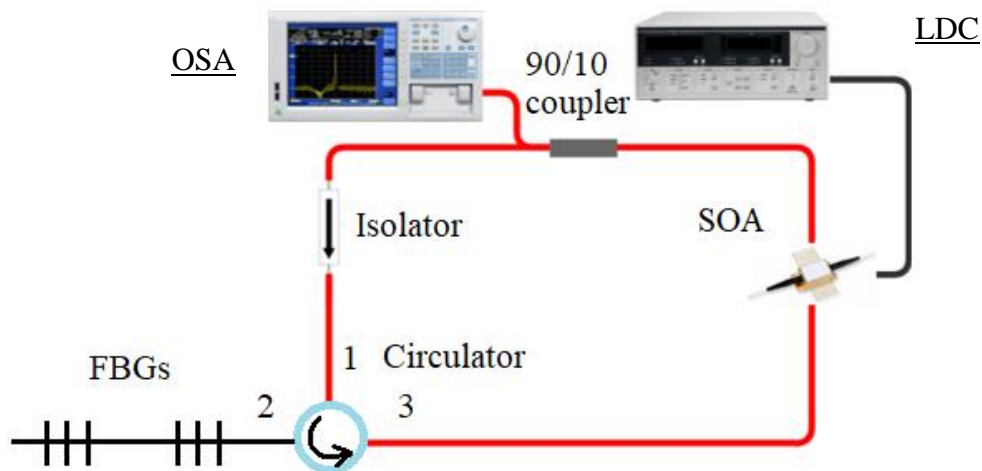 OSA
90/10
coupler
LDC
Isolator
SOA
1 Circulator
FBGs
2
3